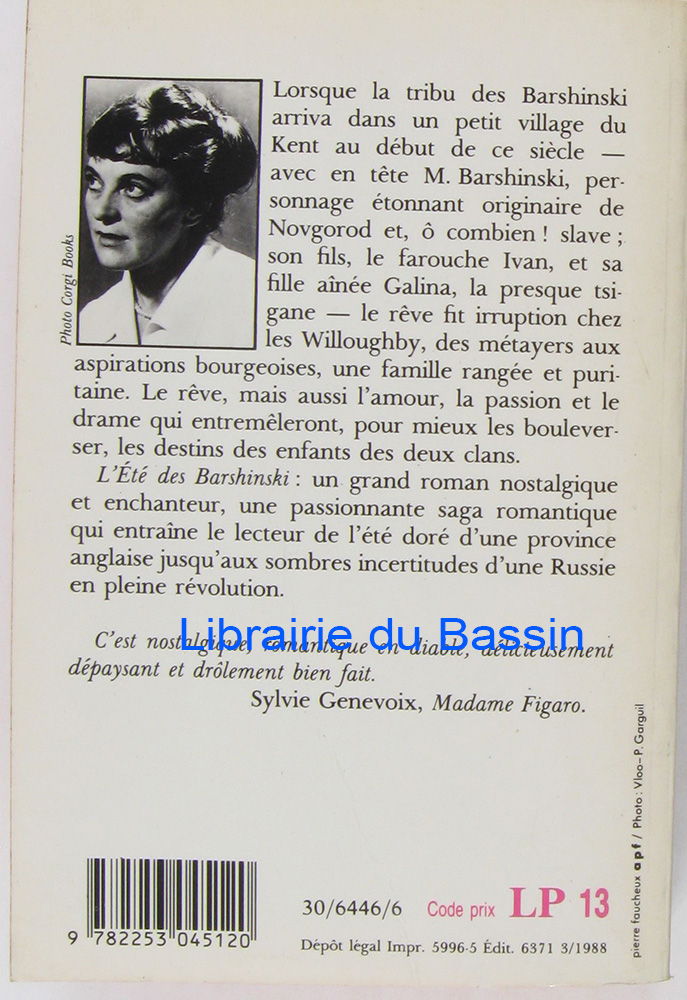 Lorsque la tribu des Barshinski
arriva dans un petit village du
Kent au début de ce siècle —
avec en tête M. Barshinski, per-
sonnage étonnant originaire de
Novgorod et, ô combien ! slave ;
son fils, le farouche Ivan, et sa
fille aînée Galina, la presque tsi-
gane — le rêve fit irruption chez
les Willoughby, des métayers aux
aspirations bourgeoises, une famille rangée et puri-
taine. Le rêve, mais aussi l'amour, la passion et le
drame qui entremêleront, pour mieux les boulever-
ser, les destins des enfants des deux clans.
L'Été des Barshinski : un grand roman nostalgique
et enchanteur, une passionnante saga romantique
qui entraîne le lecteur de l'été doré d'une province
anglaise jusqu'aux sombres incertitudes d'une Russie
en pleine révolution.
Photo Corgi Books
Librairie du Bassin
C'est nostalgique, romantique en diable, délicieusement
dépaysant et drôlement bien fait.
Sylvie Genevoix, Madame Figaro.
pierre faucheux apf / Photo : Vloo - P. Garguil
30/6446/6 Code prix LP 13
9 782253 045120
Dépôt légal Impr. 5996-5 Édit. 6371 3/1988